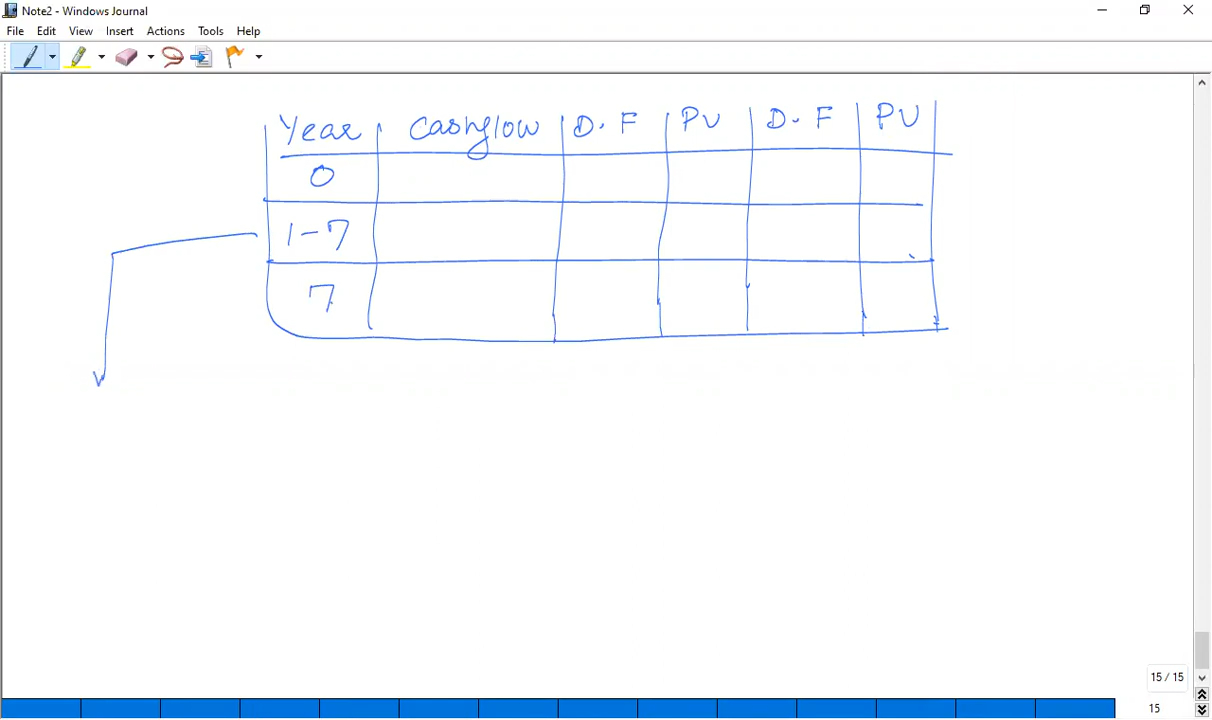 Note2 - Windows Journal
File Edit View Insert Actions Tools Help
Year Cashflow D.F PV D.F PV
0
1-7
7
15 / 15
15